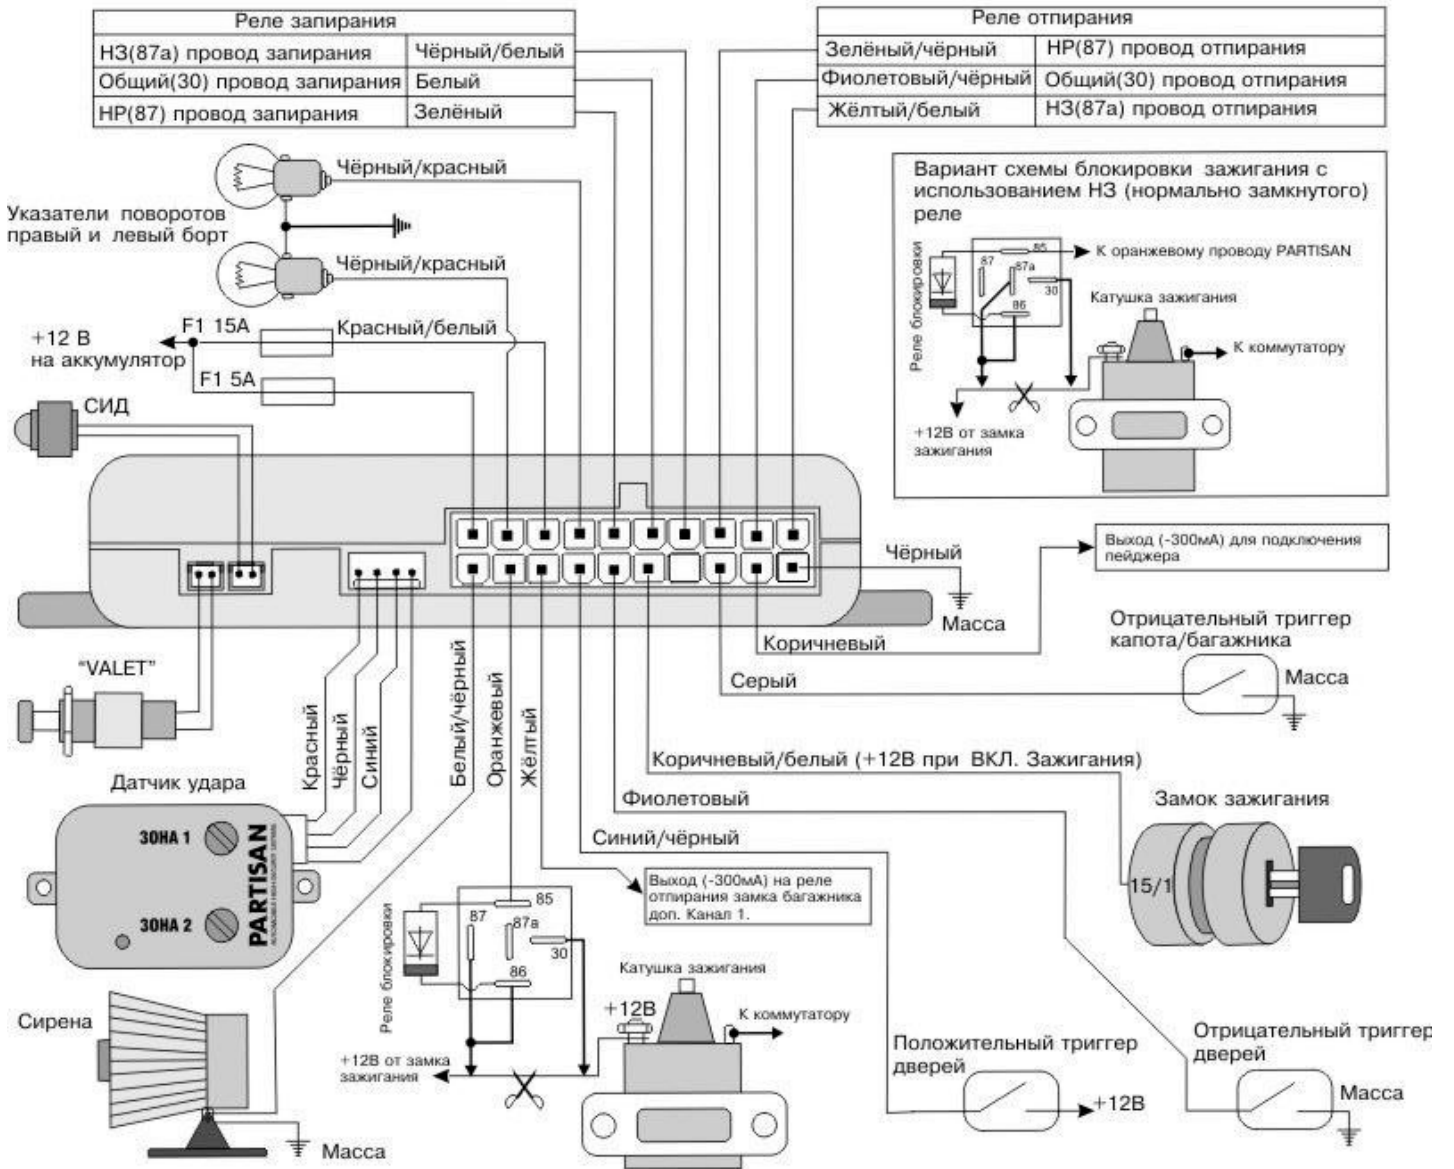 Реле запирания
НЗ(87а) провод запирания Чёрный/белый
Общий(30) провод запирания Белый
НР(87) провод запирания Зелёный
Реле отпирания
Зелёный/чёрный НР(87) провод отпирания
Фиолетовый/чёрный Общий(30) провод отпирания
Жёлтый/белый НЗ(87а) провод отпирания
Чёрный/красный
Указатели поворотов
правый и левый борт
Чёрный/красный
+12 В
на аккумулятор
F1 15А
Красный/белый
F1 5А
СИД
Вариант схемы блокировки зажигания с
использованием НЗ (нормально замкнутого)
реле
Реле блокировки
85
87
87а
30
86
К оранжевому проводу PARTISAN
Катушка зажигания
К коммутатору
+12В от замка
зажигания
Чёрный
Масса
Выход (-300мА) для подключения
пейджера
Коричневый
Отрицательный триггер
капота/багажника
Масса
Серый
"VALET"
Красный
Чёрный
Синий
Белый/чёрный
Оранжевый
Жёлтый
Коричневый/белый (+12В при ВКЛ. Зажигания)
Фиолетовый
Синий/чёрный
Замок зажигания
15/1
Датчик удара
ЗОНА 1
ЗОНА 2
PARTISAN
Выход (-300мА) на реле
отпирания замка багажника
доп. Канал 1.
Реле блокировки
85
87
87а
30
86
Катушка зажигания
+12В
К коммутатору
+12В от замка
зажигания
Сирена
Масса
Положительный триггер
дверей
+12В
Отрицательный триггер
дверей
Масса